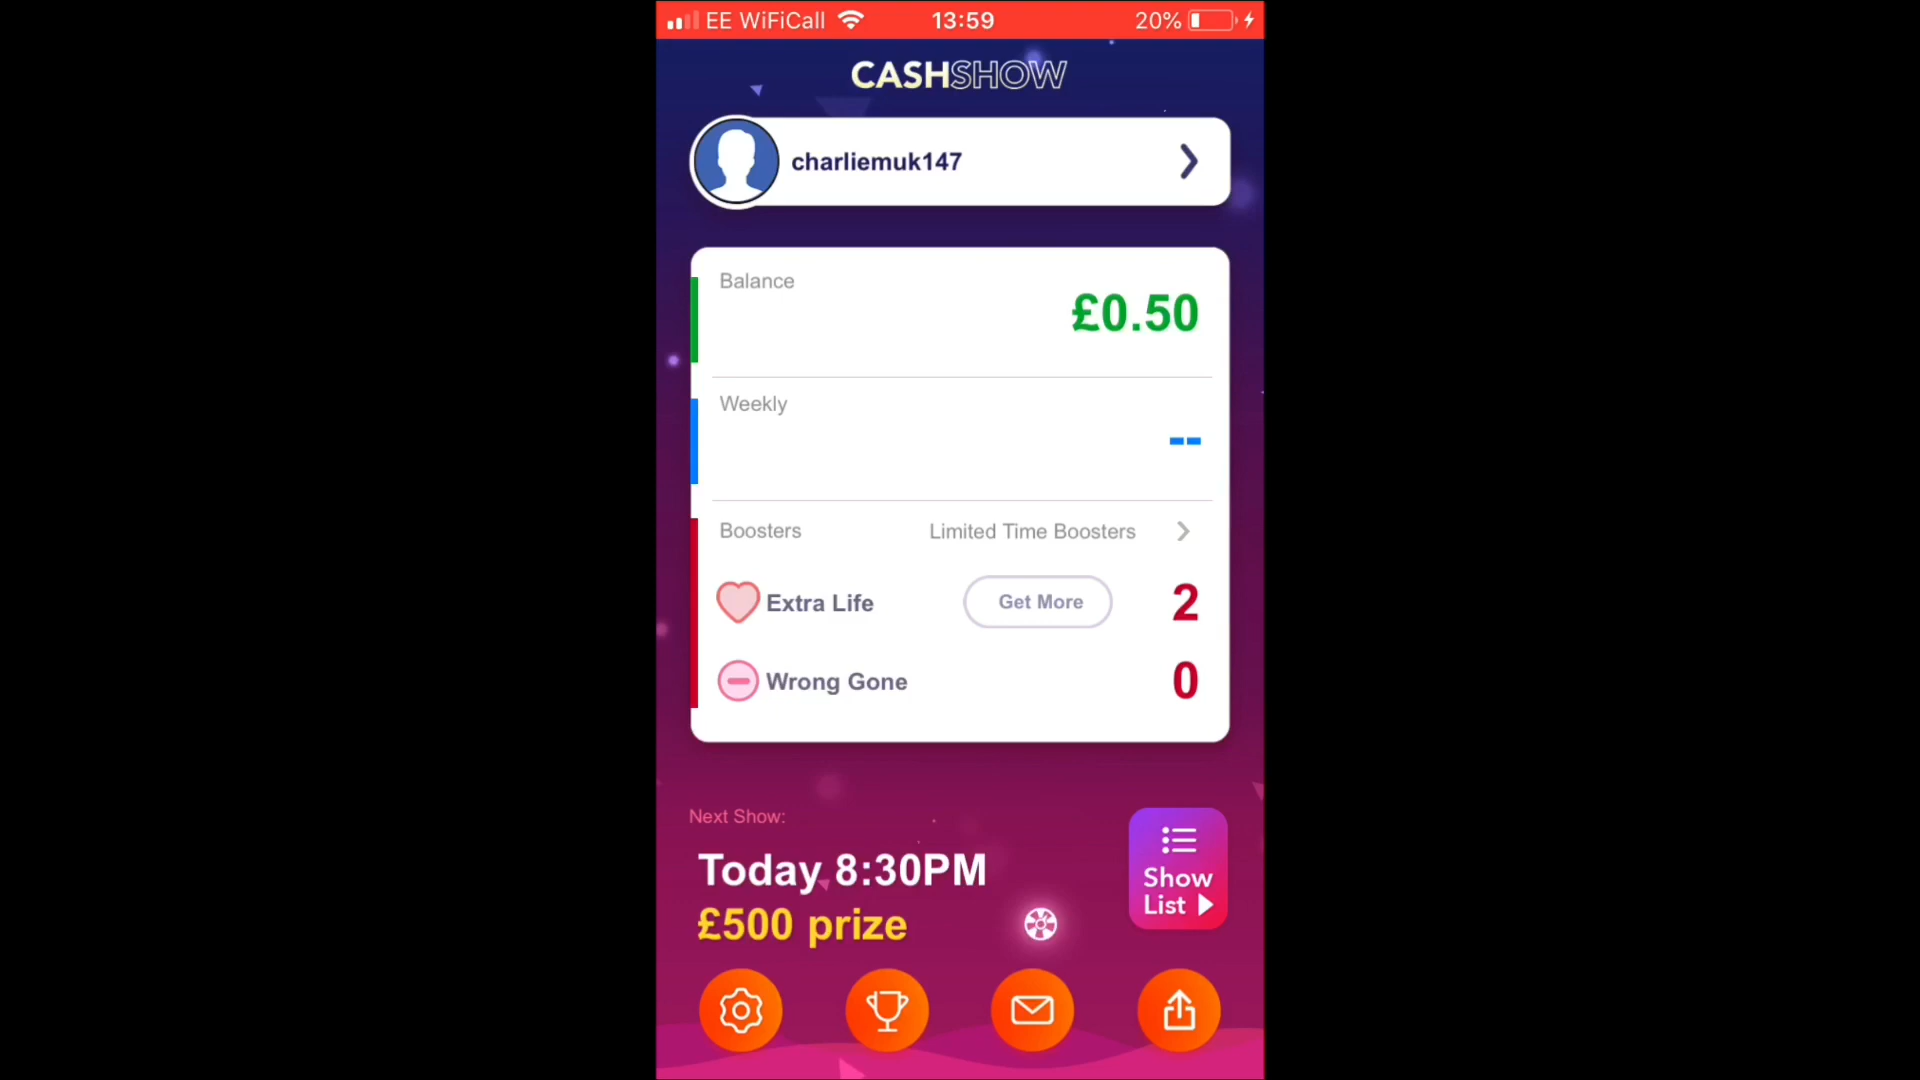 EE WiFiCall 13:59 20%
CASHSHOW
charliemuk147
Balance
£0.50
Weekly
--
Boosters Limited Time Boosters
Extra Life Get More 2
Wrong Gone 0
Next Show:
Today 8:30PM
£500 prize
Show
List